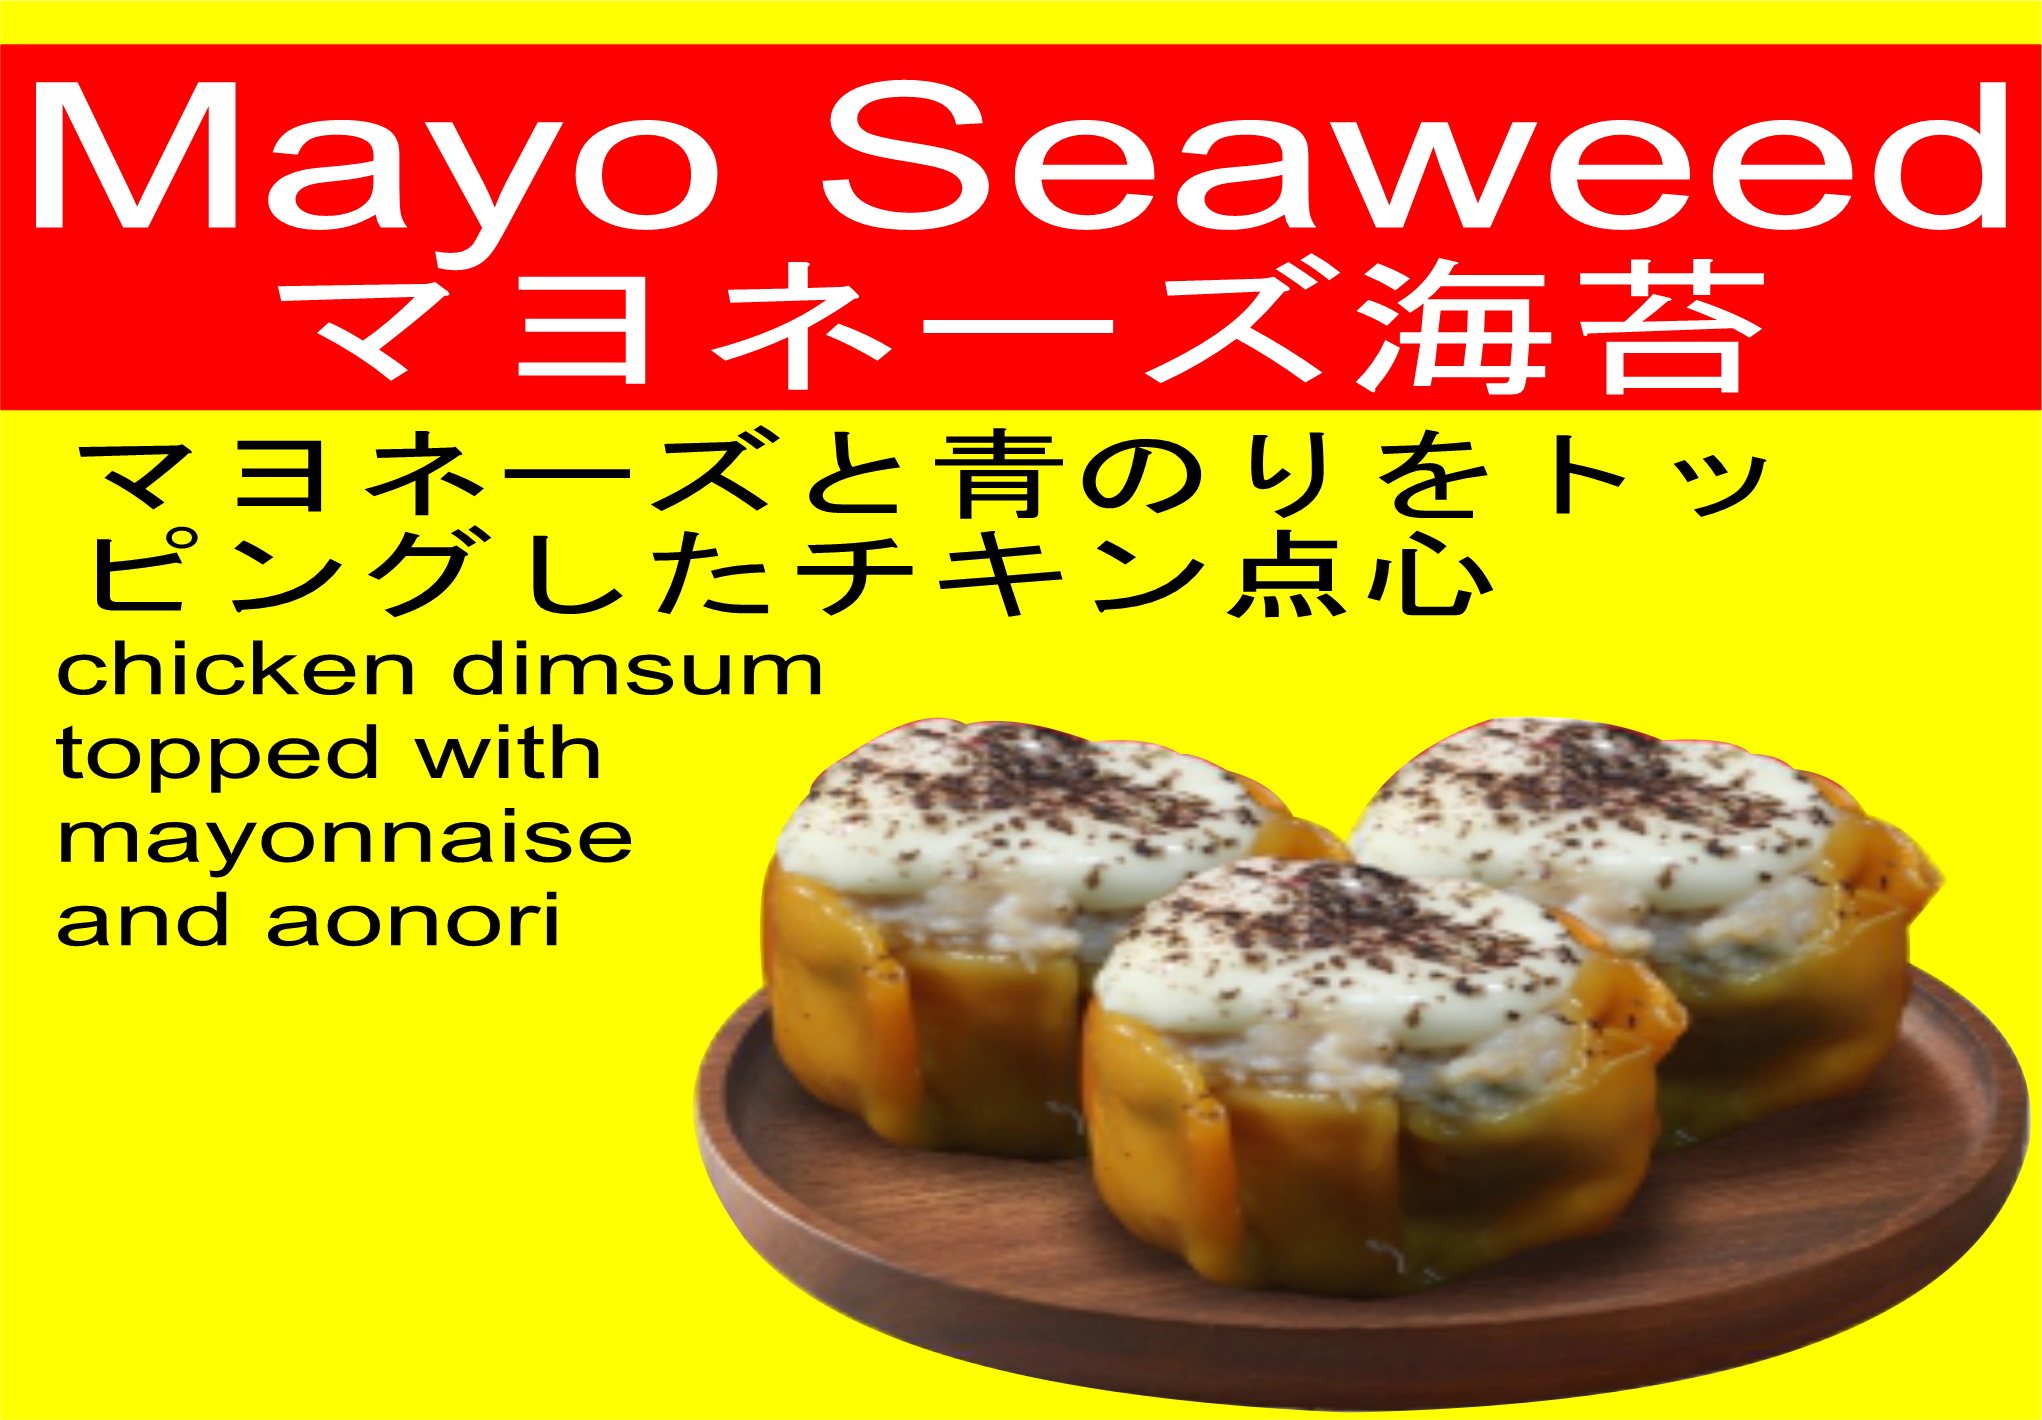 Mayo Seaweed
マヨネーズ海苔
マヨネーズと青のりをトッ
ピングしたチキン点心
chicken dimsum
topped with
mayonnaise
and aonori